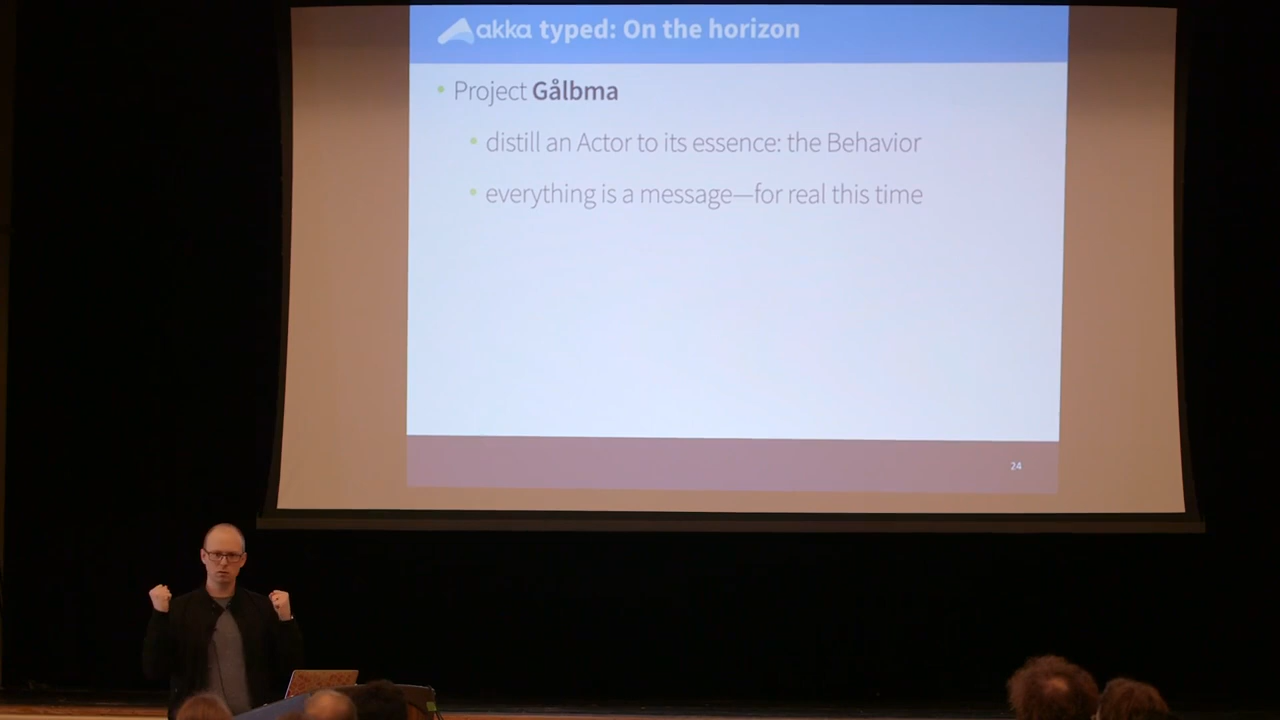 akka typed: On the horizon
• Project Gålbma
• distill an Actor to its essence: the Behavior
• everything is a message—for real this time
24